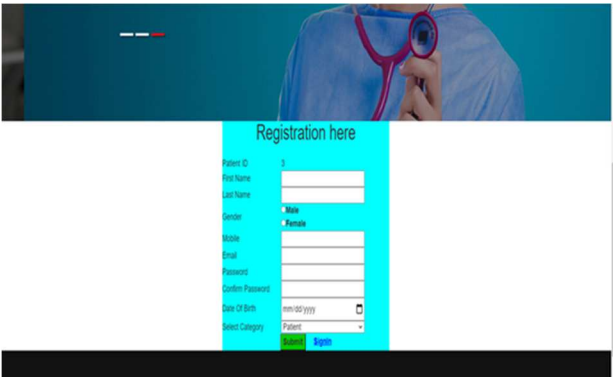 Registration here
Patient ID 3
First Name
Last Name
Gender Male
Female
Mobile
Email
Password
Confirm Password
Date Of Birth mm/dd/yyyy
Select Category Patient
Submit SignIn